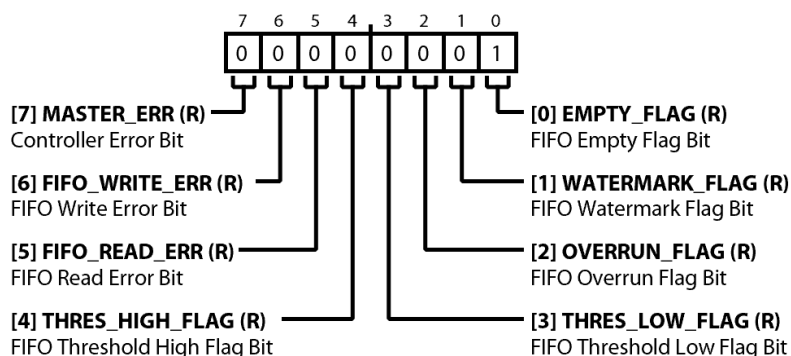 7 6 5 4 3 2 1 0
0 0 0 0 0 0 0 1
[7] MASTER_ERR (R)
Controller Error Bit
[6] FIFO_WRITE_ERR (R)
FIFO Write Error Bit
[5] FIFO_READ_ERR (R)
FIFO Read Error Bit
[4] THRES_HIGH_FLAG (R)
FIFO Threshold High Flag Bit
[0] EMPTY_FLAG (R)
FIFO Empty Flag Bit
[1] WATERMARK_FLAG (R)
FIFO Watermark Flag Bit
[2] OVERRUN_FLAG (R)
FIFO Overrun Flag Bit
[3] THRES_LOW_FLAG (R)
FIFO Threshold Low Flag Bit